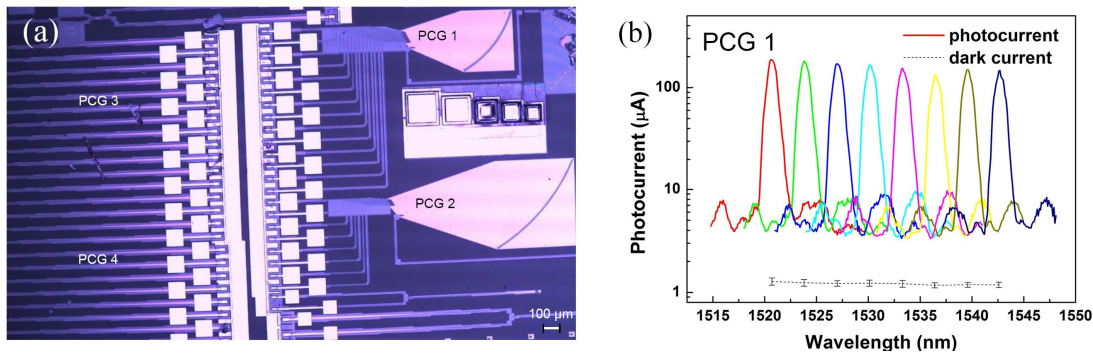 (a)
PCG 1
PCG 3
PCG 2
PCG 4
100 µm
(b)
PCG 1
photocurrent
dark current
Photocurrent (µA)
100
10
1
1515 1520 1525 1530 1535 1540 1545 1550
Wavelength (nm)